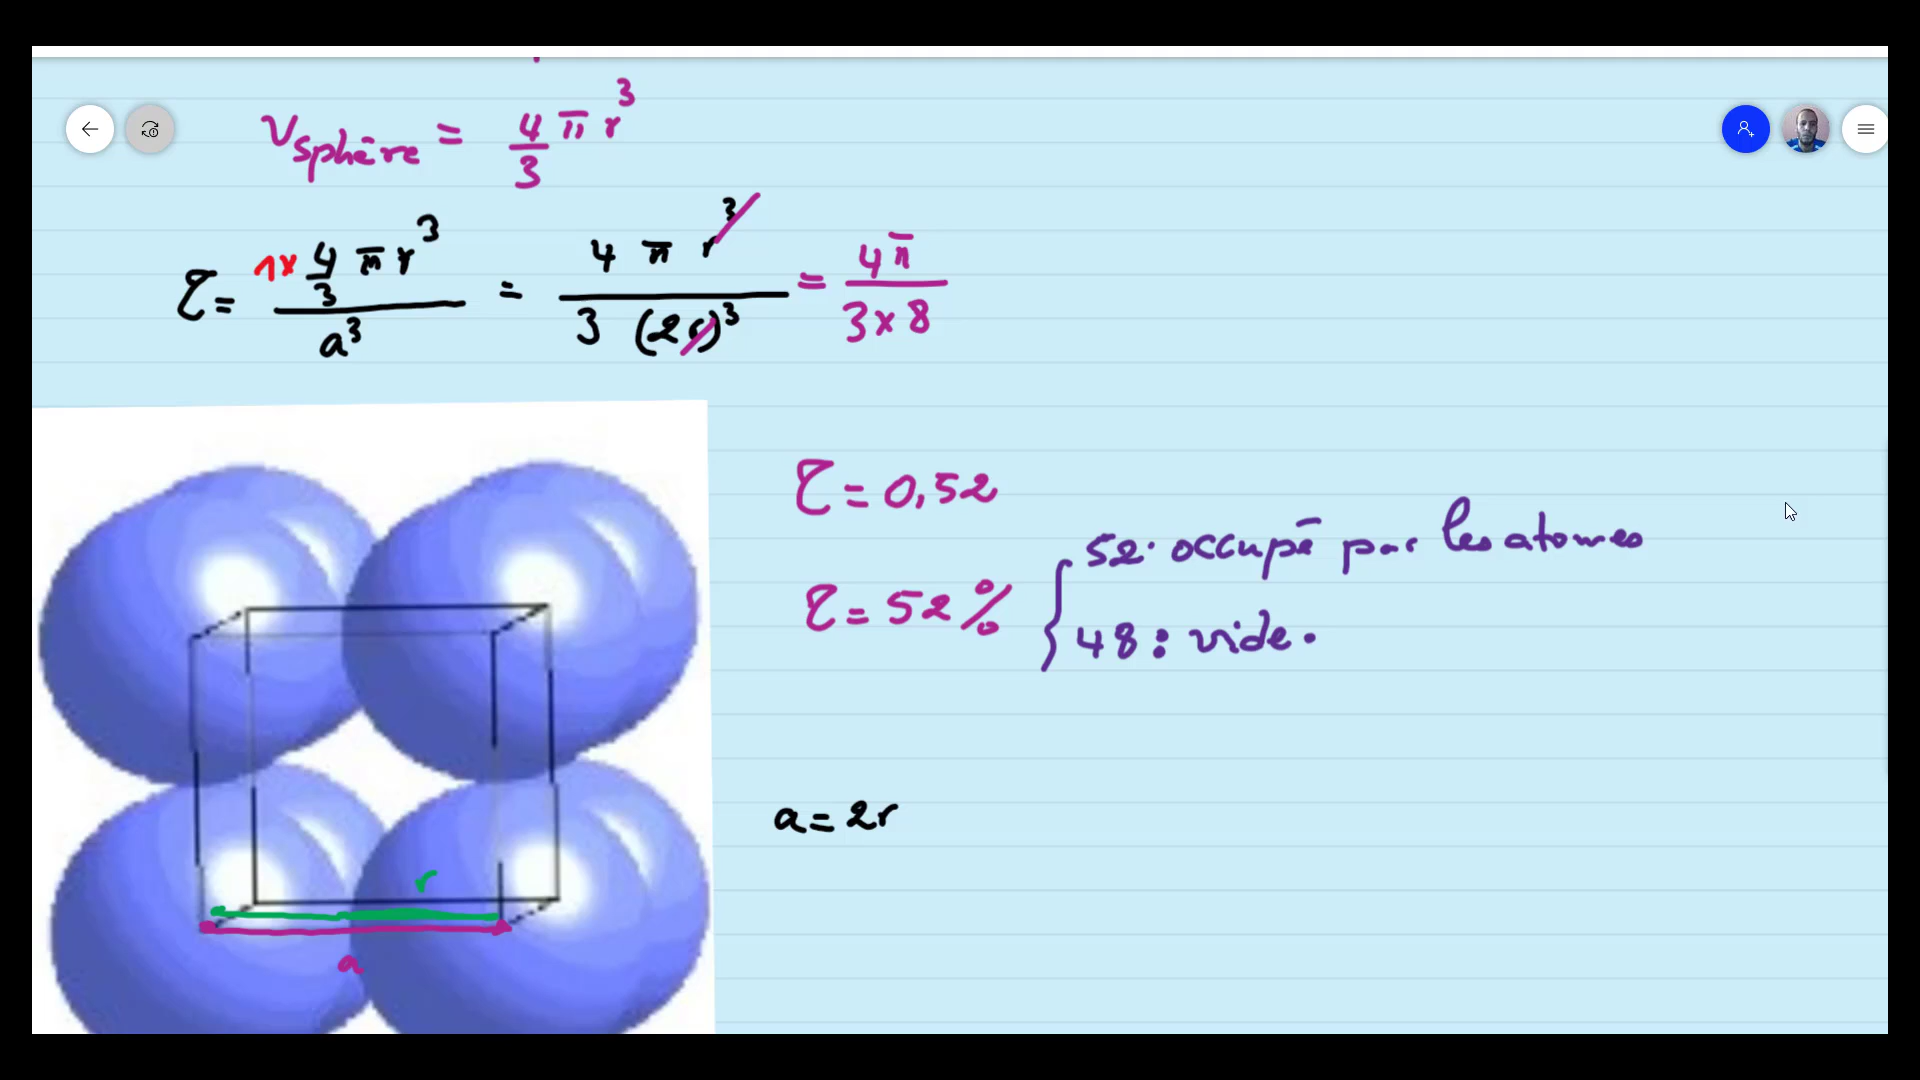 Vsphère = 4/3 π r³
τ = 1× 4/3 π r³ / a³ = 4 π r³ / 3 (2r)³ = 4π / 3×8
τ = 0,52
τ = 52% { 52· occupé par les atomes
48 : vide.
a = 2r
r
a